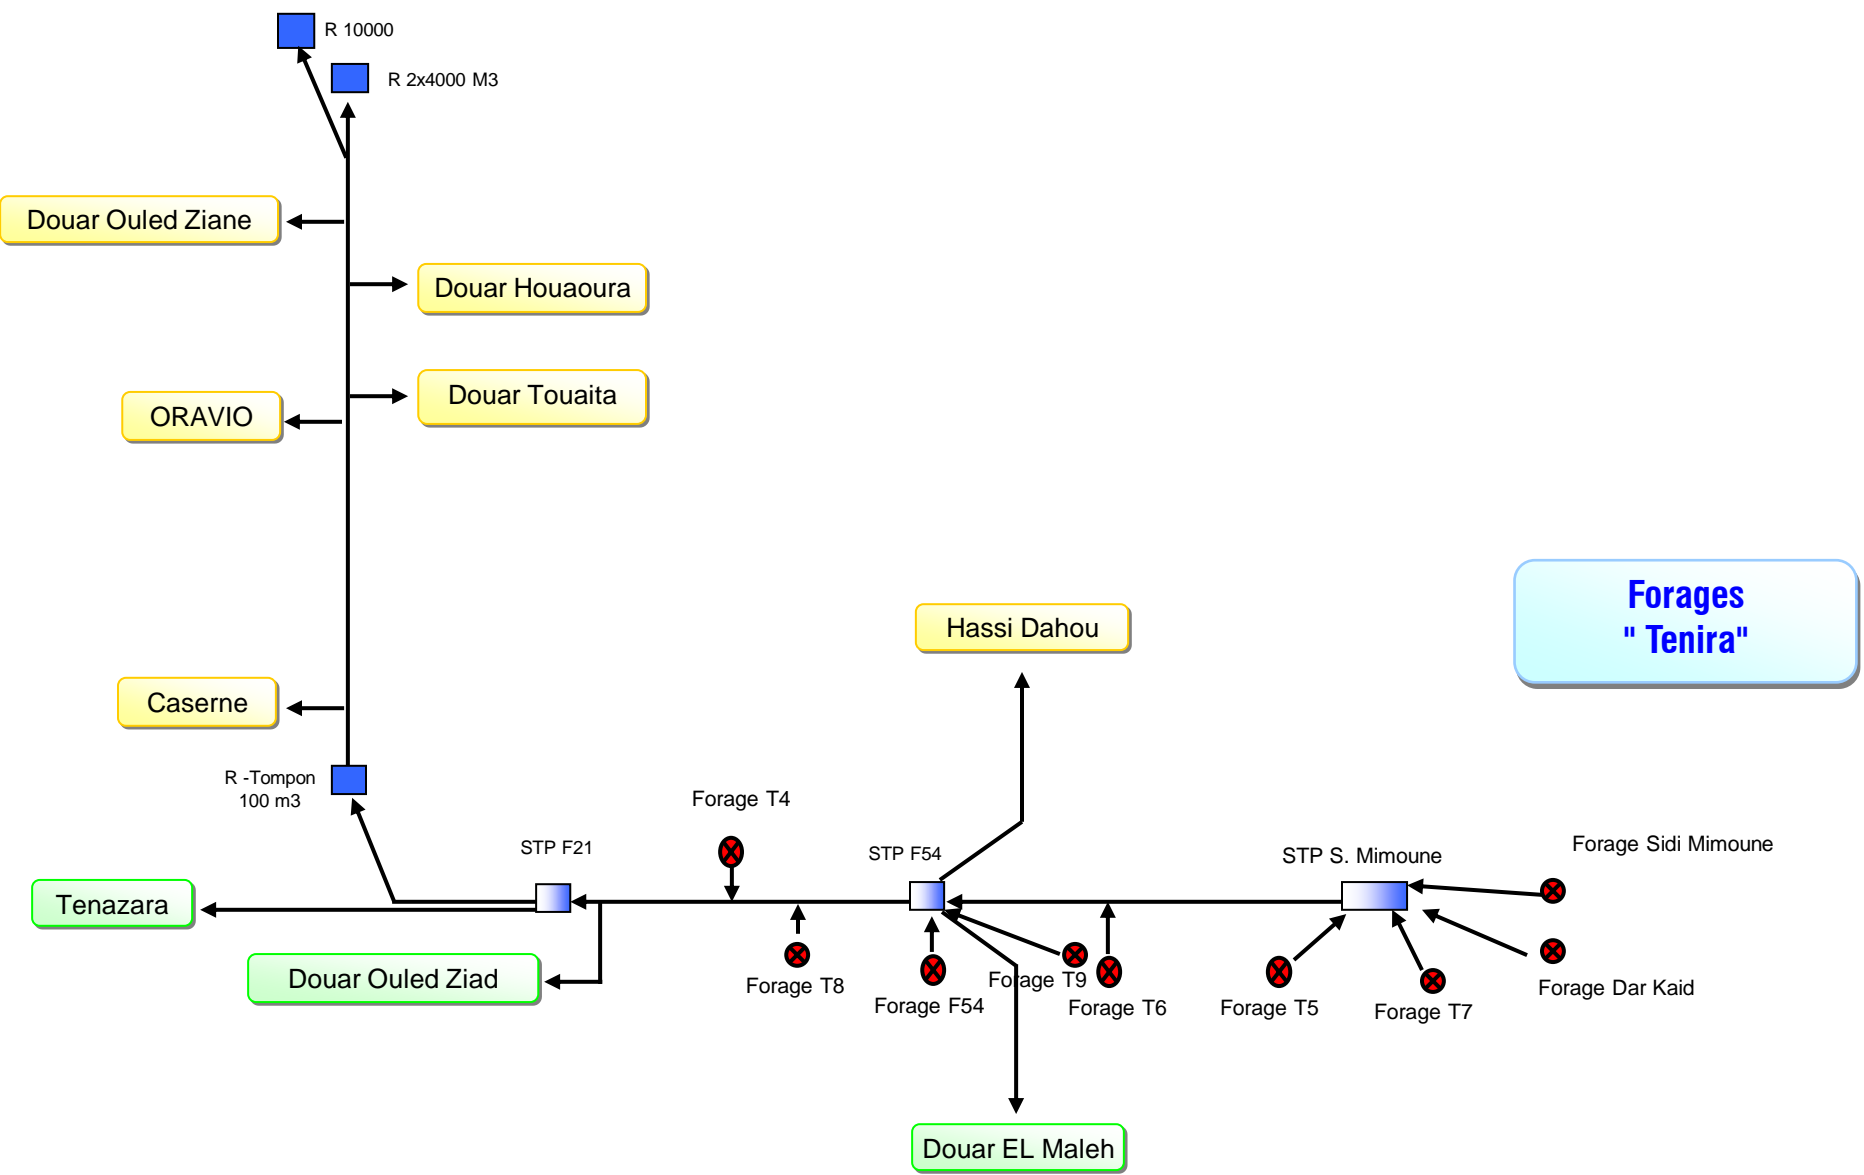 R 10000
R 2x4000 M3
Douar Ouled Ziane
Douar Houaoura
Douar Touaita
ORAVIO
Forages
" Tenira"
Hassi Dahou
Caserne
R -Tompon
100 m3
Forage T4
STP F21
STP F54
STP S. Mimoune
Forage Sidi Mimoune
Tenazara
Douar Ouled Ziad
Forage T8
Forage F54
Forage T9
Forage T6
Forage T5
Forage T7
Forage Dar Kaid
Douar EL Maleh